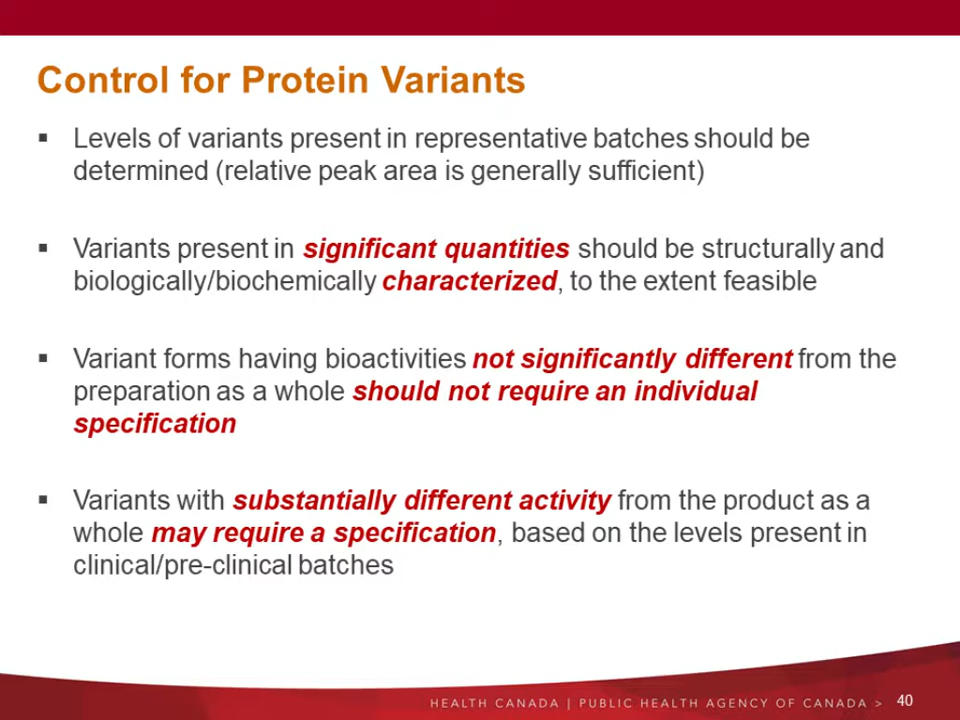 Control for Protein Variants
▪ Levels of variants present in representative batches should be
determined (relative peak area is generally sufficient)
▪ Variants present in significant quantities should be structurally and
biologically/biochemically characterized, to the extent feasible
▪ Variant forms having bioactivities not significantly different from the
preparation as a whole should not require an individual
specification
▪ Variants with substantially different activity from the product as a
whole may require a specification, based on the levels present in
clinical/pre-clinical batches
HEALTH CANADA | PUBLIC HEALTH AGENCY OF CANADA > 40